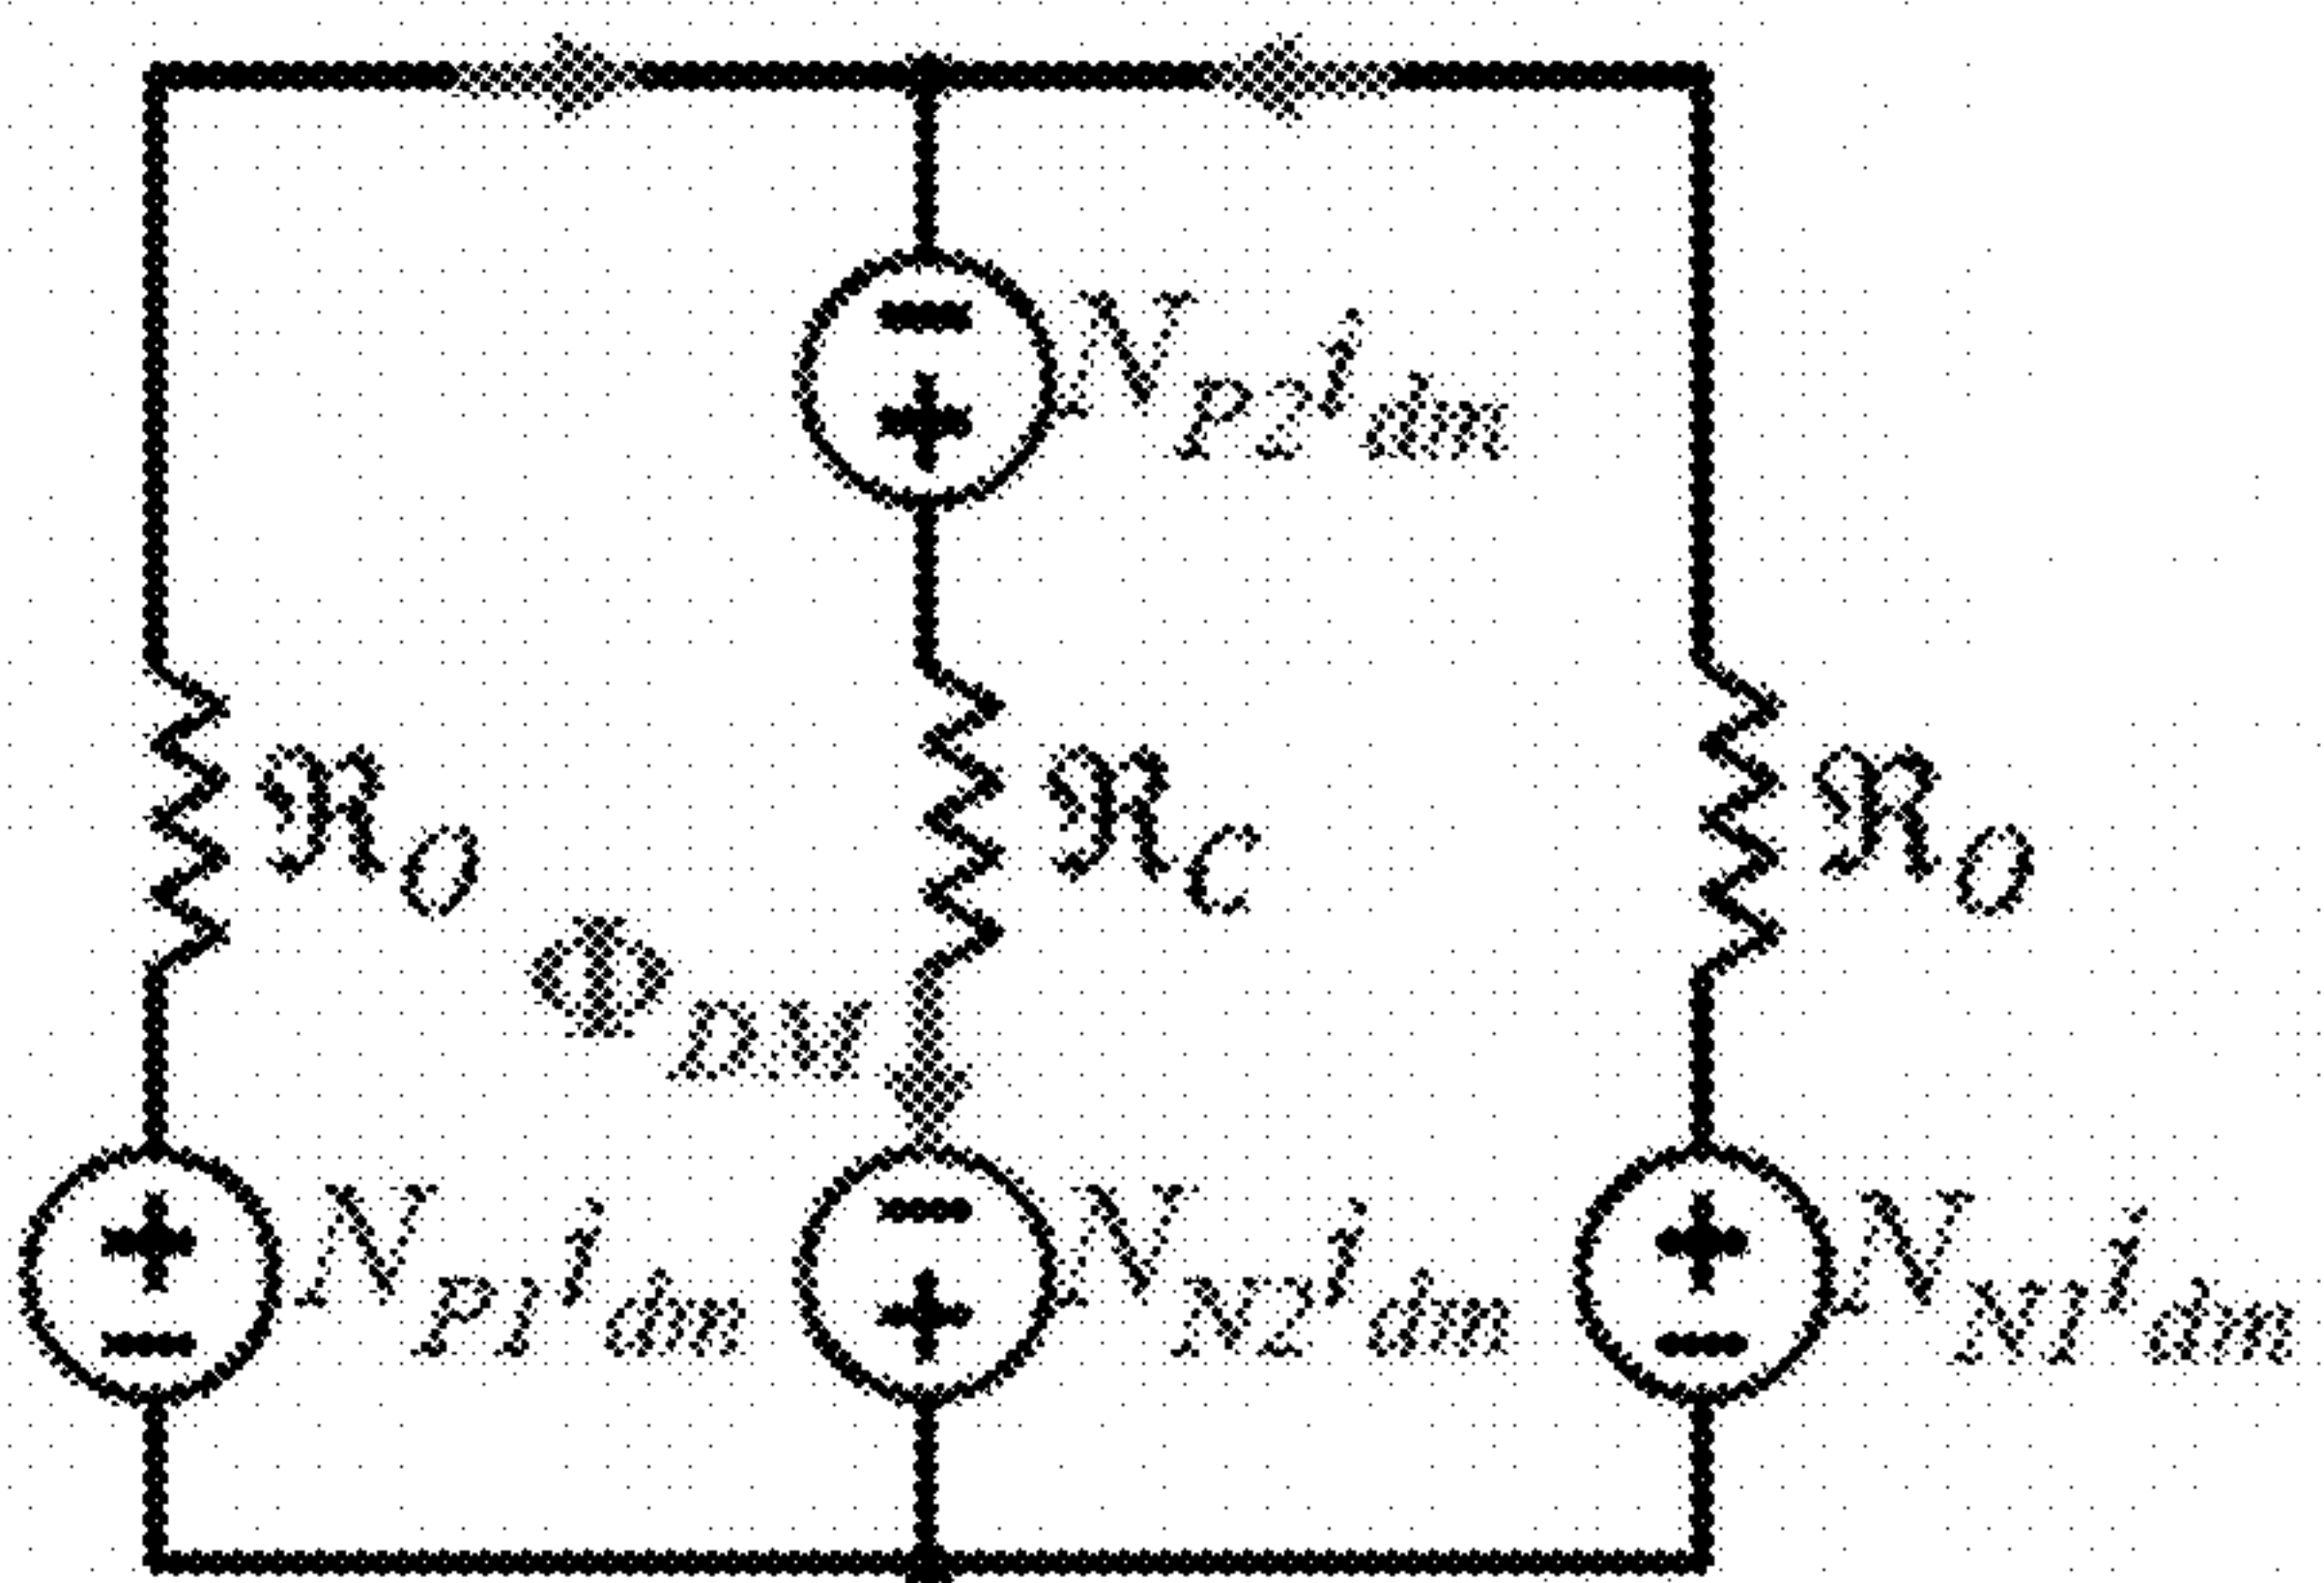 − + N_{P2}i_{dm}
ℜ_O ℜ_C ℜ_O
Φ_{DM}
+ − N_{P1}i_{dm} − + N_{N2}i_{dm} + − N_{N1}i_{dm}